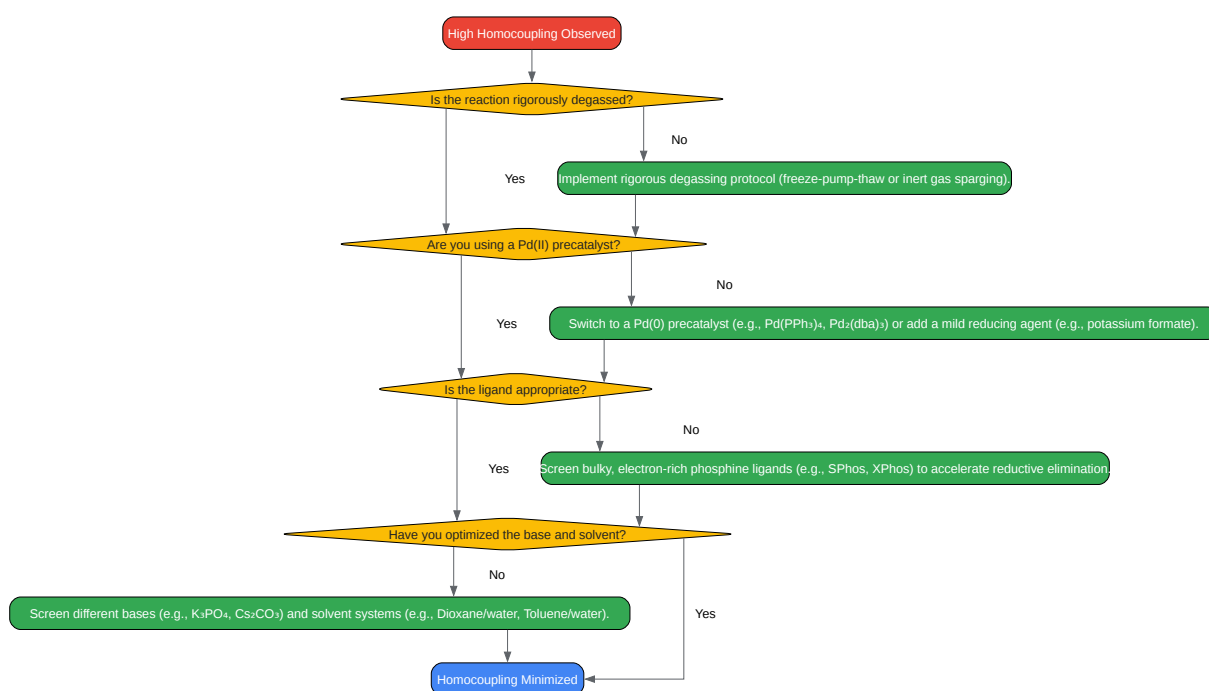 High Homocoupling Observed
Is the reaction rigorously degassed?
No
Implement rigorous degassing protocol (freeze-pump-thaw or inert gas sparging).
Yes
Are you using a Pd(II) precatalyst?
No
Switch to a Pd(0) precatalyst (e.g., Pd(PPh₃)₄, Pd₂(dba)₃) or add a mild reducing agent (e.g., potassium formate).
Yes
Is the ligand appropriate?
No
Screen bulky, electron-rich phosphine ligands (e.g., SPhos, XPhos) to accelerate reductive elimination.
Yes
Have you optimized the base and solvent?
No
Screen different bases (e.g., K₃PO₄, Cs₂CO₃) and solvent systems (e.g., Dioxane/water, Toluene/water).
Yes
Homocoupling Minimized